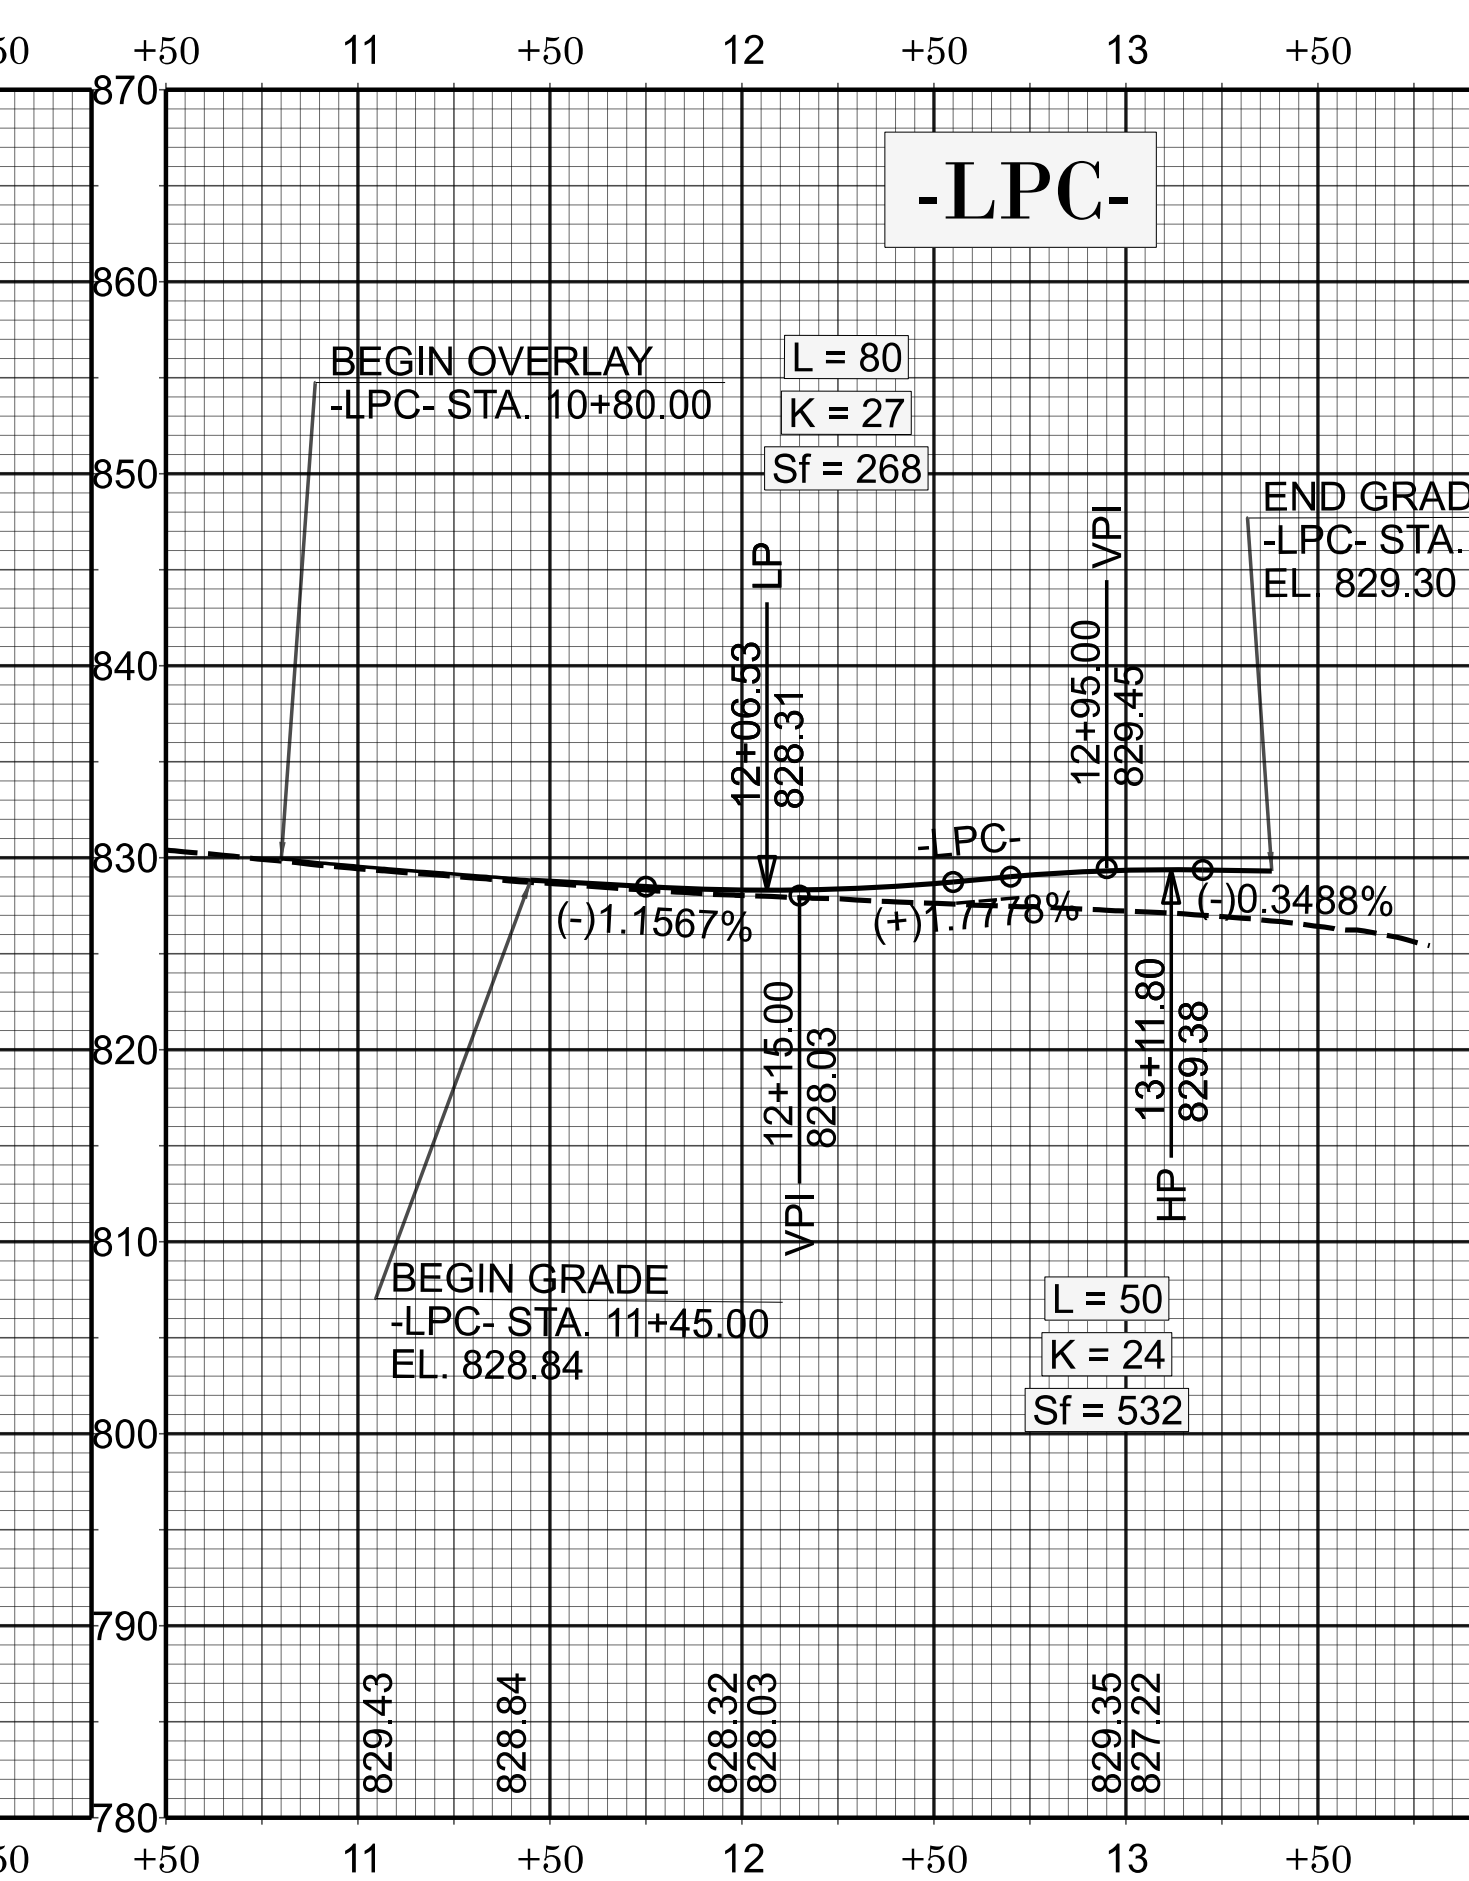 50 +50 11 +50 12 +50 13 +50
870
-LPC-
860
BEGIN OVERLAY
-LPC- STA. 10+80.00
L = 80
K = 27
Sf = 268
850
END GRAD
-LPC- STA.
EL. 829.30
VPI
12+95.00
829.45
LP
12+06.53
828.31
840
830
-LPC-
(-)1.1567%
(+)1.7778%
(-)0.3488%
12+15.00
828.03
VPI
13+11.80
829.38
HP
820
810
BEGIN GRADE
-LPC- STA. 11+45.00
EL. 828.84
L = 50
K = 24
Sf = 532
800
790
829.43
828.84
828.32
828.03
829.35
827.22
780
50 +50 11 +50 12 +50 13 +50